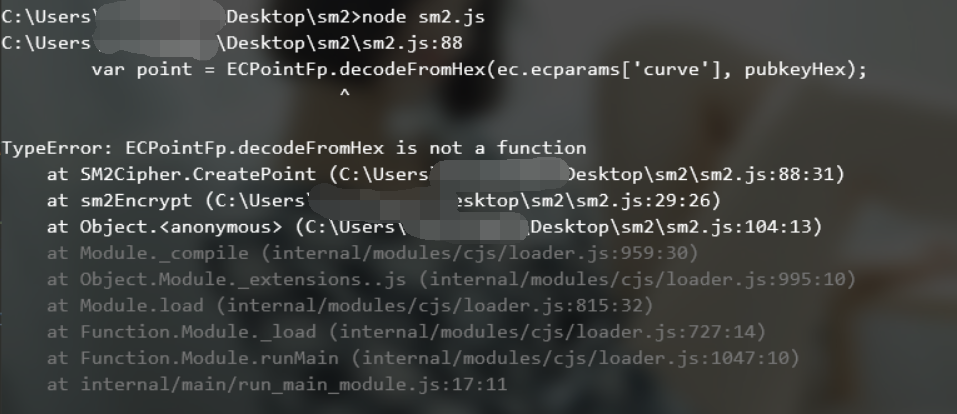 C:\Users\ Desktop\sm2>node sm2.js
C:\Users \Desktop\sm2\sm2.js:88
        var point = ECPointFp.decodeFromHex(ec.ecparams['curve'], pubkeyHex);
                              ^
TypeError: ECPointFp.decodeFromHex is not a function
    at SM2Cipher.CreatePoint (C:\Users\ Desktop\sm2\sm2.js:88:31)
    at sm2Encrypt (C:\Users\ esktop\sm2\sm2.js:29:26)
    at Object.<anonymous> (C:\Users\ \Desktop\sm2\sm2.js:104:13)
    at Module._compile (internal/modules/cjs/loader.js:959:30)
    at Object.Module._extensions..js (internal/modules/cjs/loader.js:995:10)
    at Module.load (internal/modules/cjs/loader.js:815:32)
    at Function.Module._load (internal/modules/cjs/loader.js:727:14)
    at Function.Module.runMain (internal/modules/cjs/loader.js:1047:10)
    at internal/main/run_main_module.js:17:11